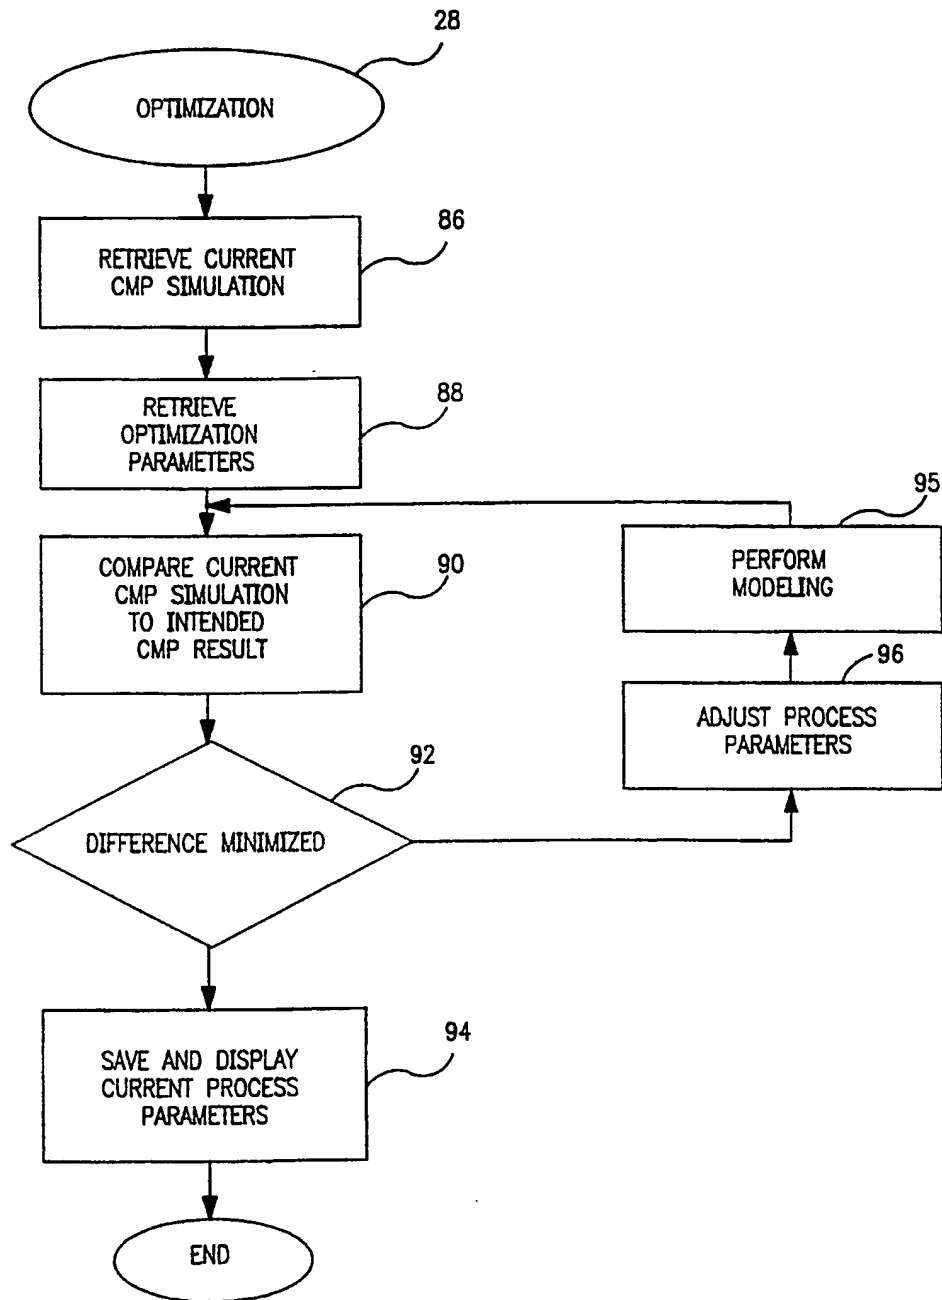 28
OPTIMIZATION
86
RETRIEVE CURRENT
CMP SIMULATION
88
RETRIEVE
OPTIMIZATION
PARAMETERS
95
PERFORM
MODELING
90
COMPARE CURRENT
CMP SIMULATION
TO INTENDED
CMP RESULT
96
ADJUST PROCESS
PARAMETERS
92
DIFFERENCE MINIMIZED
94
SAVE AND DISPLAY
CURRENT PROCESS
PARAMETERS
END